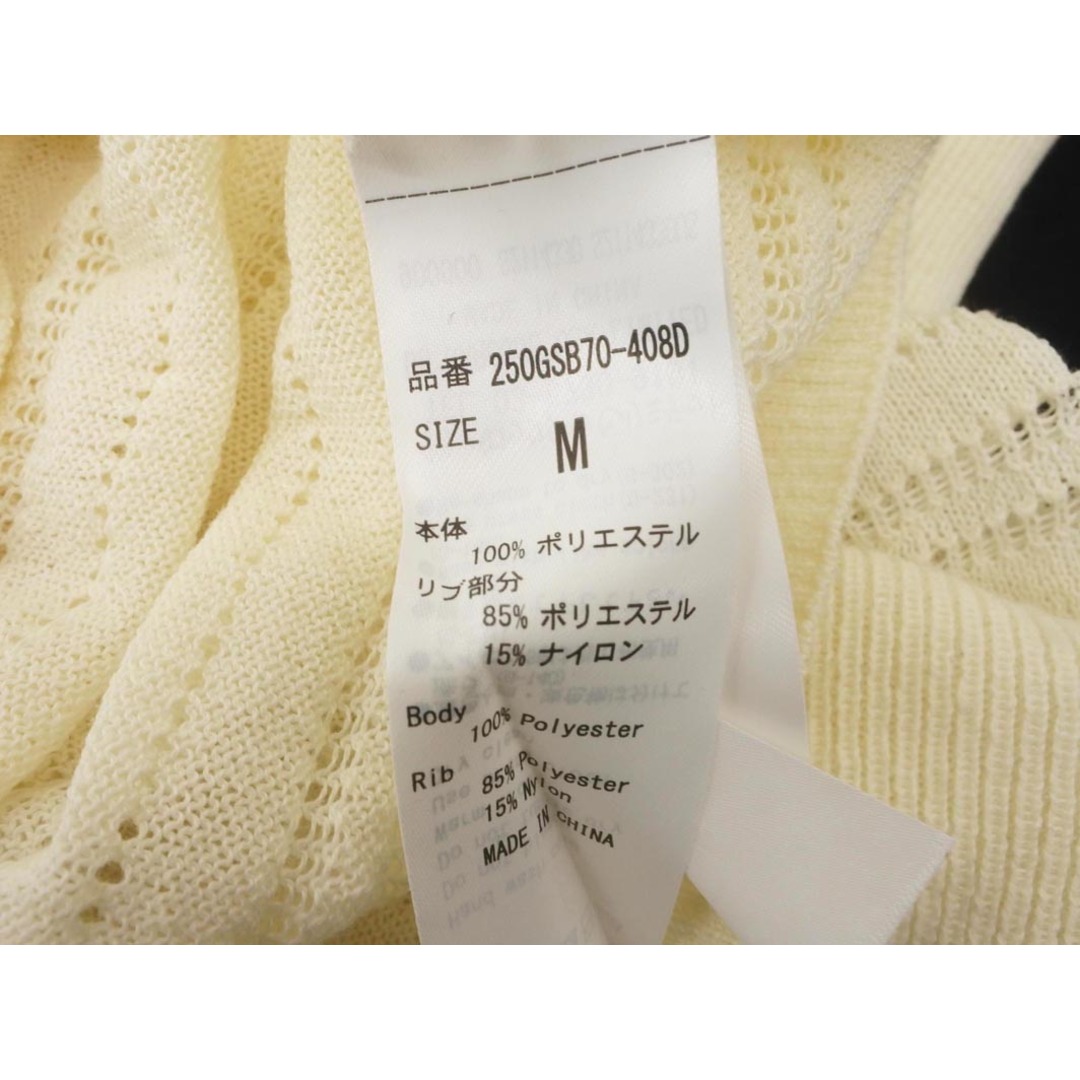 品番 250GSB70-408D
SIZE M
本体
100% ポリエステル
リブ部分
85% ポリエステル
15% ナイロン
Body
100% Polyester
Rib
85% Polyester
15% Nylon
MADE IN CHINA